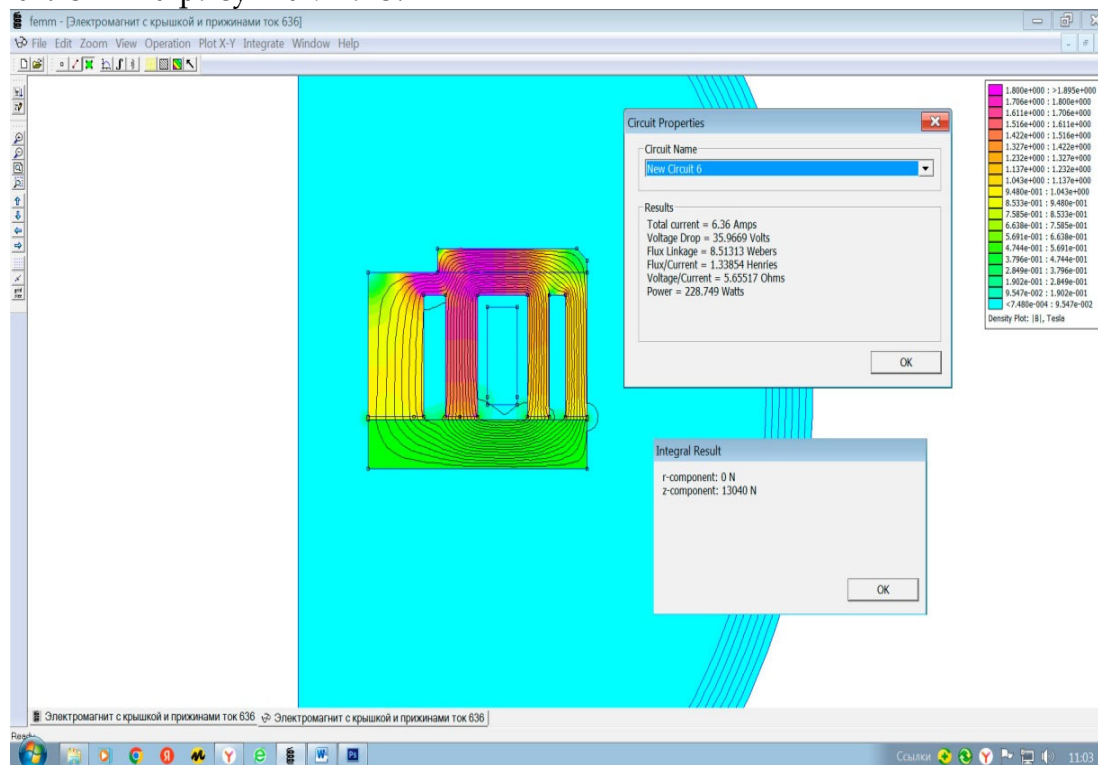 femm - [Электромагнит с крышкой и прижинами ток 636]
File Edit Zoom View Operation Plot X-Y Integrate Window Help
1.800e+000 : >1.895e+000
1.706e+000 : 1.800e+000
1.611e+000 : 1.706e+000
1.516e+000 : 1.611e+000
1.422e+000 : 1.516e+000
1.327e+000 : 1.422e+000
1.232e+000 : 1.327e+000
1.137e+000 : 1.232e+000
1.043e+000 : 1.137e+000
9.480e-001 : 1.043e+000
8.533e-001 : 9.480e-001
7.585e-001 : 8.533e-001
6.638e-001 : 7.585e-001
5.691e-001 : 6.638e-001
4.744e-001 : 5.691e-001
3.796e-001 : 4.744e-001
2.849e-001 : 3.796e-001
1.902e-001 : 2.849e-001
9.547e-002 : 1.902e-001
<7.480e-004 : 9.547e-002
Density Plot: |B|, Tesla
Circuit Properties
Circuit Name
New Circuit 6
Results
Total current = 6.36 Amps
Voltage Drop = 35.9669 Volts
Flux Linkage = 8.51313 Webers
Flux/Current = 1.33854 Henries
Voltage/Current = 5.65517 Ohms
Power = 228.749 Watts
OK
Integral Result
r-component: 0 N
z-component: 13040 N
OK
Электромагнит с крышкой и прижинами ток 636 Электромагнит с крышкой и прижинами ток 636
Ссылки 11:03